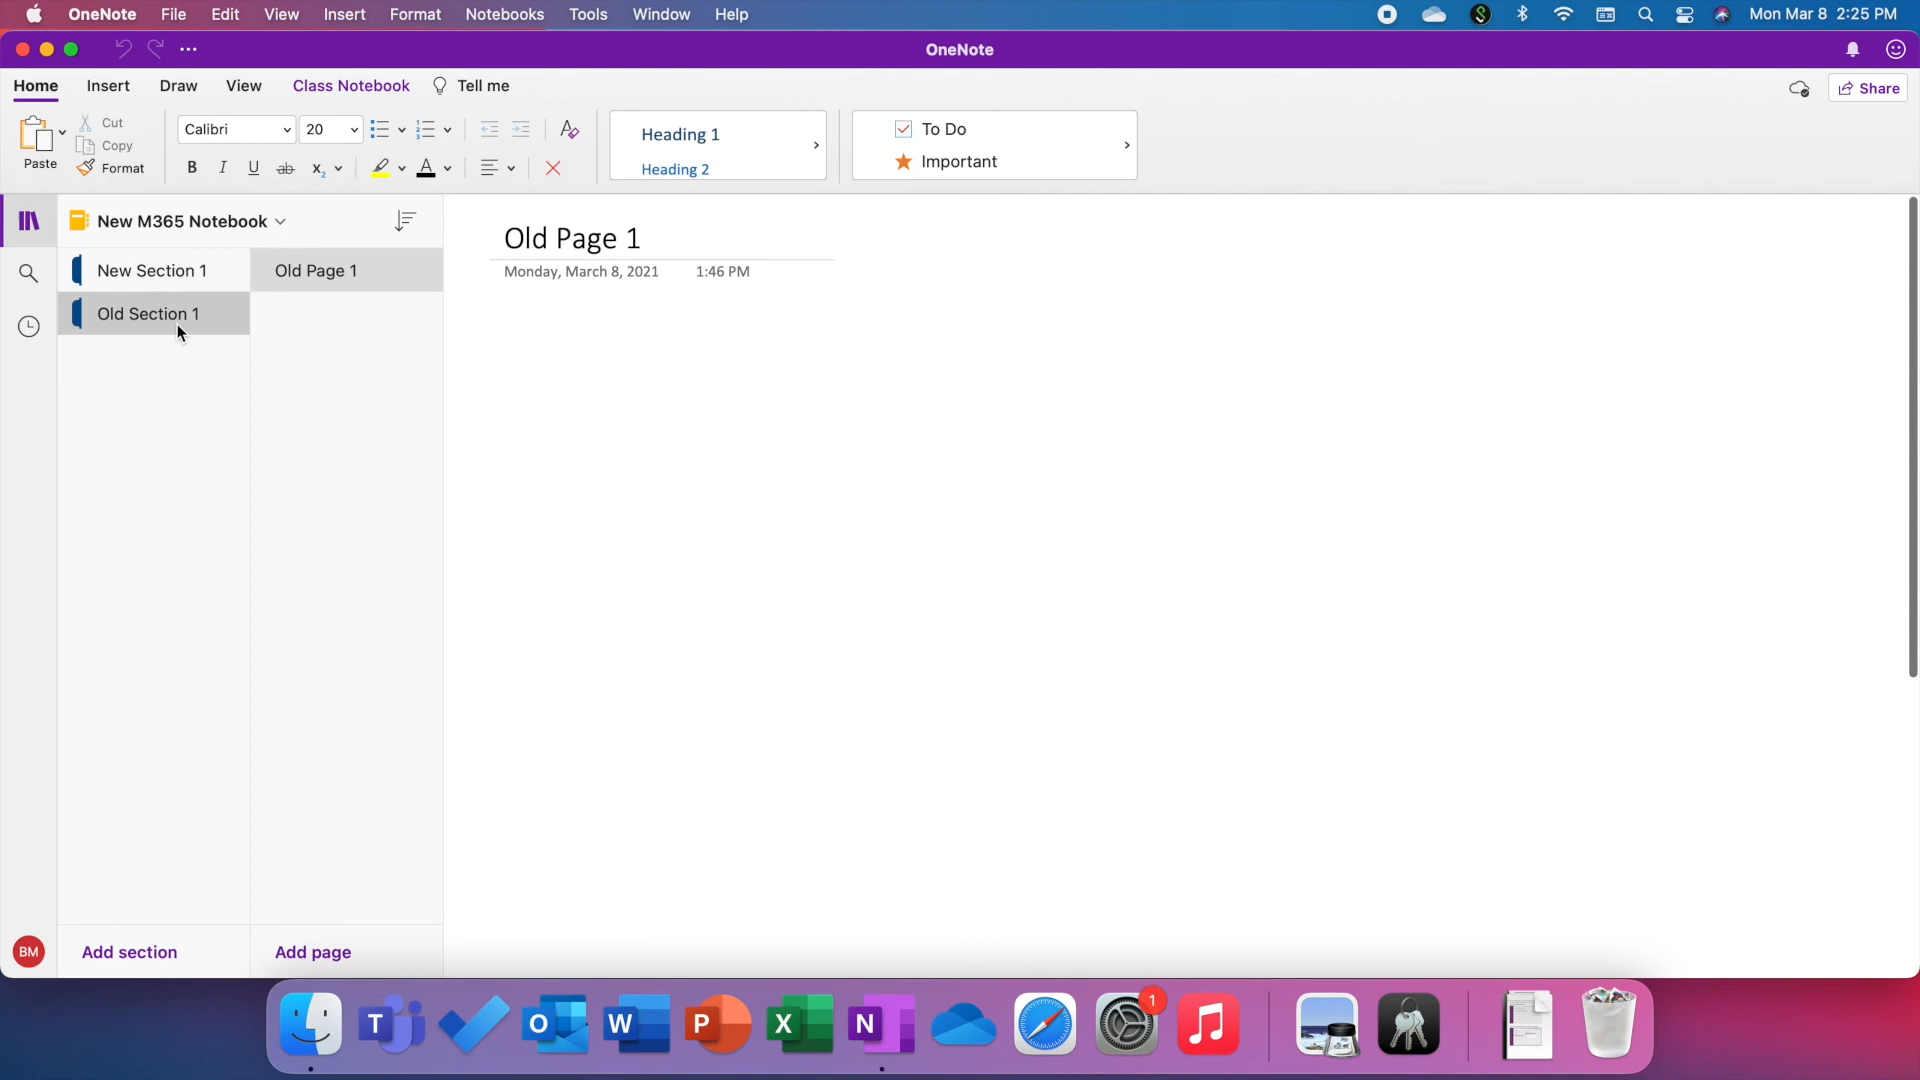 OneNote File Edit View Insert Format Notebooks Tools Window Help Mon Mar 8 2:25 PM
OneNote
Home Insert Draw View Class Notebook Tell me Share
Paste Cut Copy Format
Calibri 20
B I U ab x2 A
Heading 1
Heading 2
To Do
Important
New M365 Notebook
New Section 1
Old Section 1
Old Page 1
Old Page 1
Monday, March 8, 2021 1:46 PM
BM
Add section
Add page
T O W P X N 1